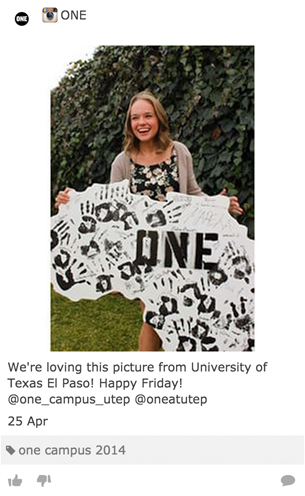 ONE
ONE
ONE
We're loving this picture from University of
Texas El Paso! Happy Friday!
@one_campus_utep @oneatutep
25 Apr
one campus 2014